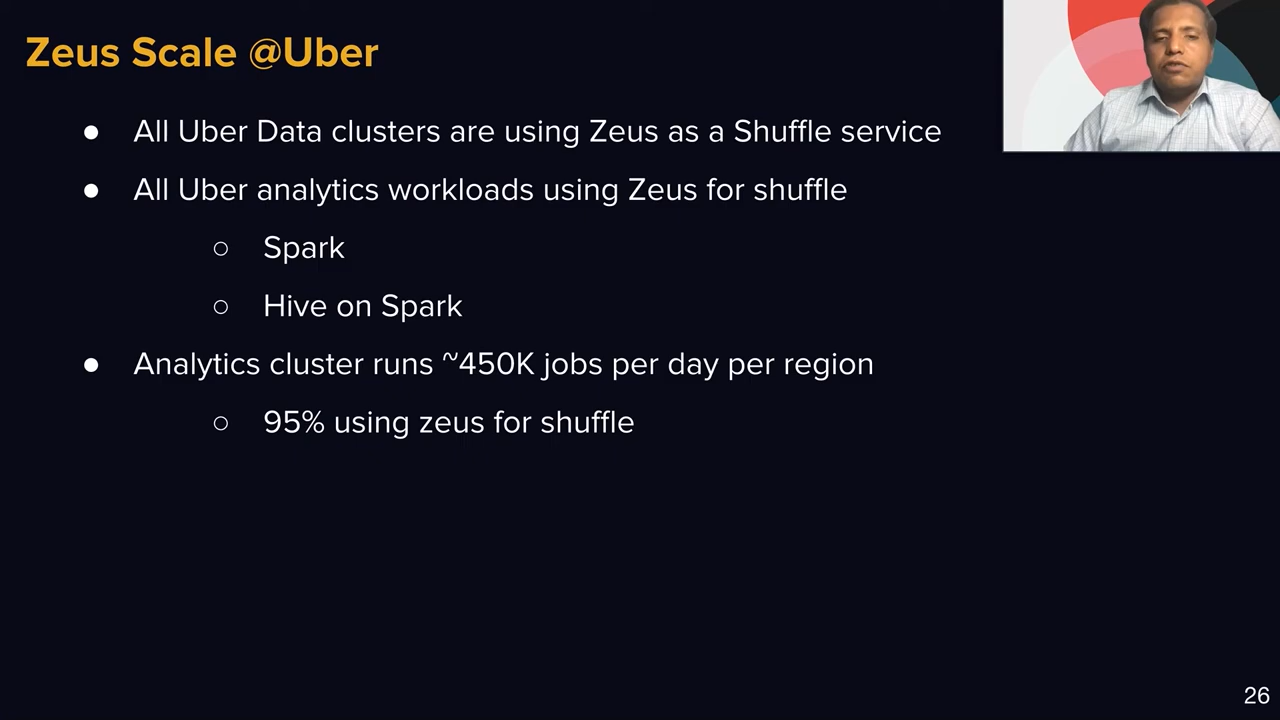 Zeus Scale @Uber
● All Uber Data clusters are using Zeus as a Shuffle service
● All Uber analytics workloads using Zeus for shuffle
○ Spark
○ Hive on Spark
● Analytics cluster runs ~450K jobs per day per region
○ 95% using zeus for shuffle
26